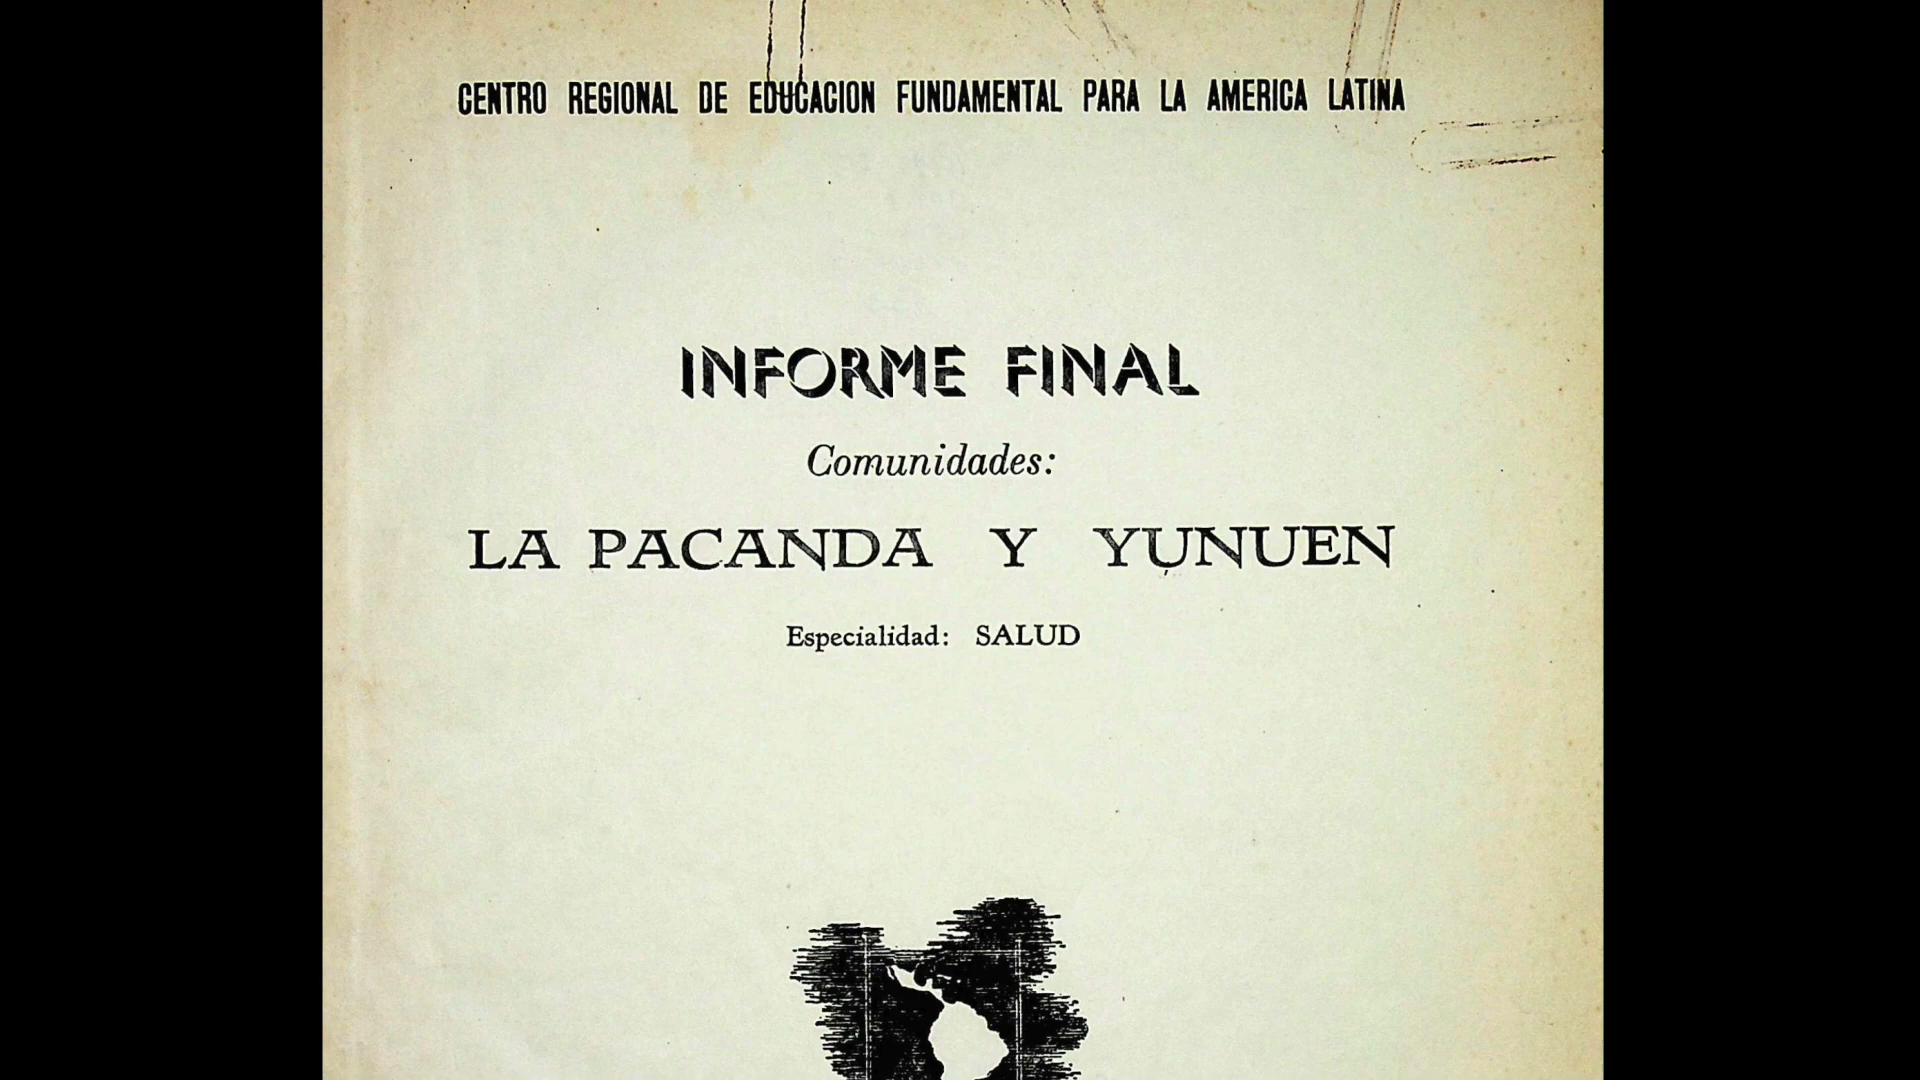 CENTRO REGIONAL DE EDUCACION FUNDAMENTAL PARA LA AMERICA LATINA
INFORME FINAL
Comunidades:
LA PACANDA Y YUNUEN
Especialidad: SALUD